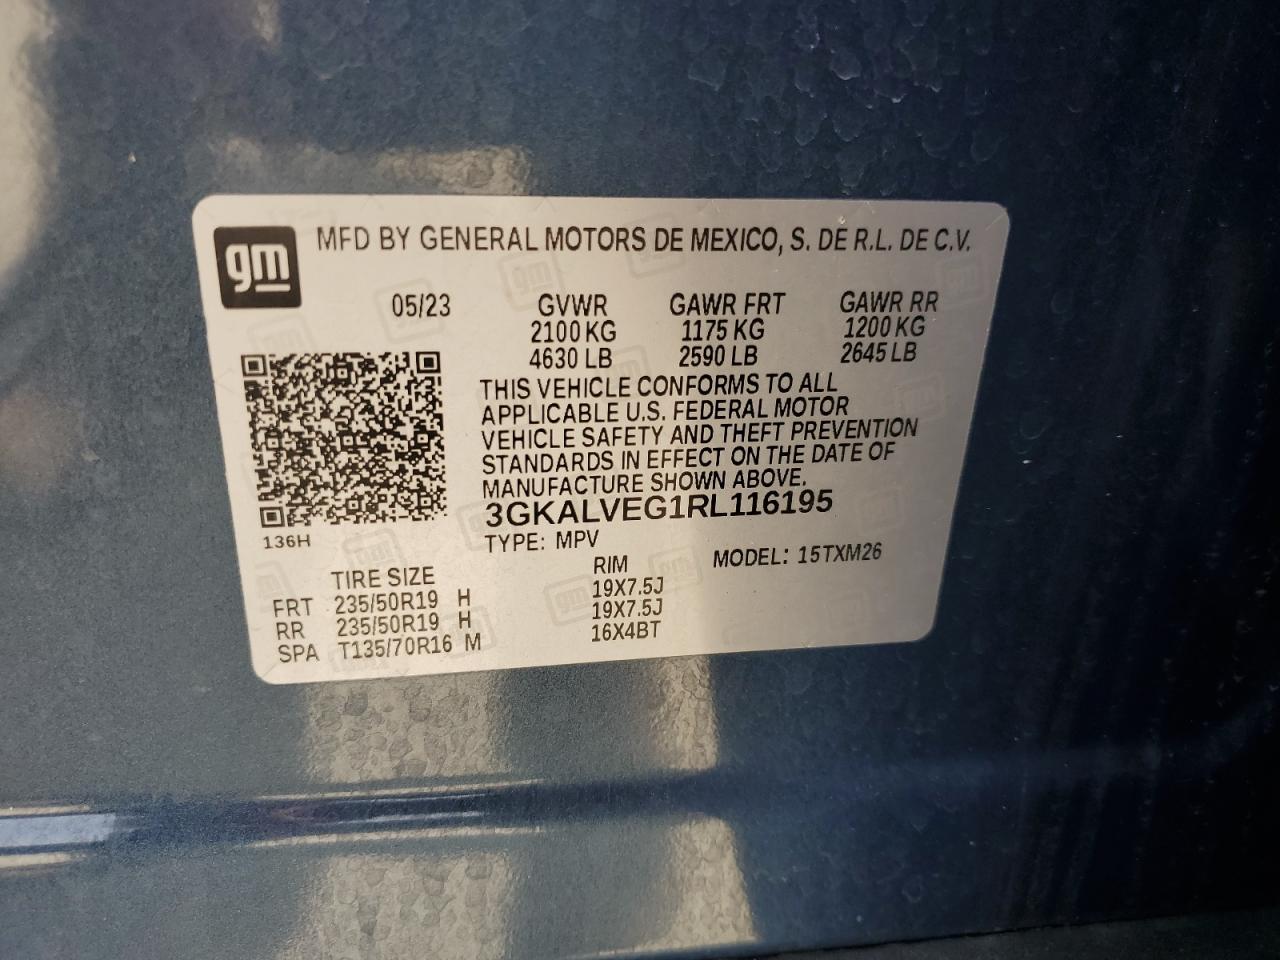 gm
MFD BY GENERAL MOTORS DE MEXICO, S. DE R.L. DE C.V.
05/23 GVWR GAWR FRT GAWR RR
2100 KG 1175 KG 1200 KG
4630 LB 2590 LB 2645 LB
THIS VEHICLE CONFORMS TO ALL
APPLICABLE U.S. FEDERAL MOTOR
VEHICLE SAFETY AND THEFT PREVENTION
STANDARDS IN EFFECT ON THE DATE OF
MANUFACTURE SHOWN ABOVE.
3GKALVEG1RL116195
136H
TYPE: MPV
MODEL: 15TXM26
TIRE SIZE RIM
FRT 235/50R19 H 19X7.5J
RR 235/50R19 H 19X7.5J
SPA T135/70R16 M 16X4BT